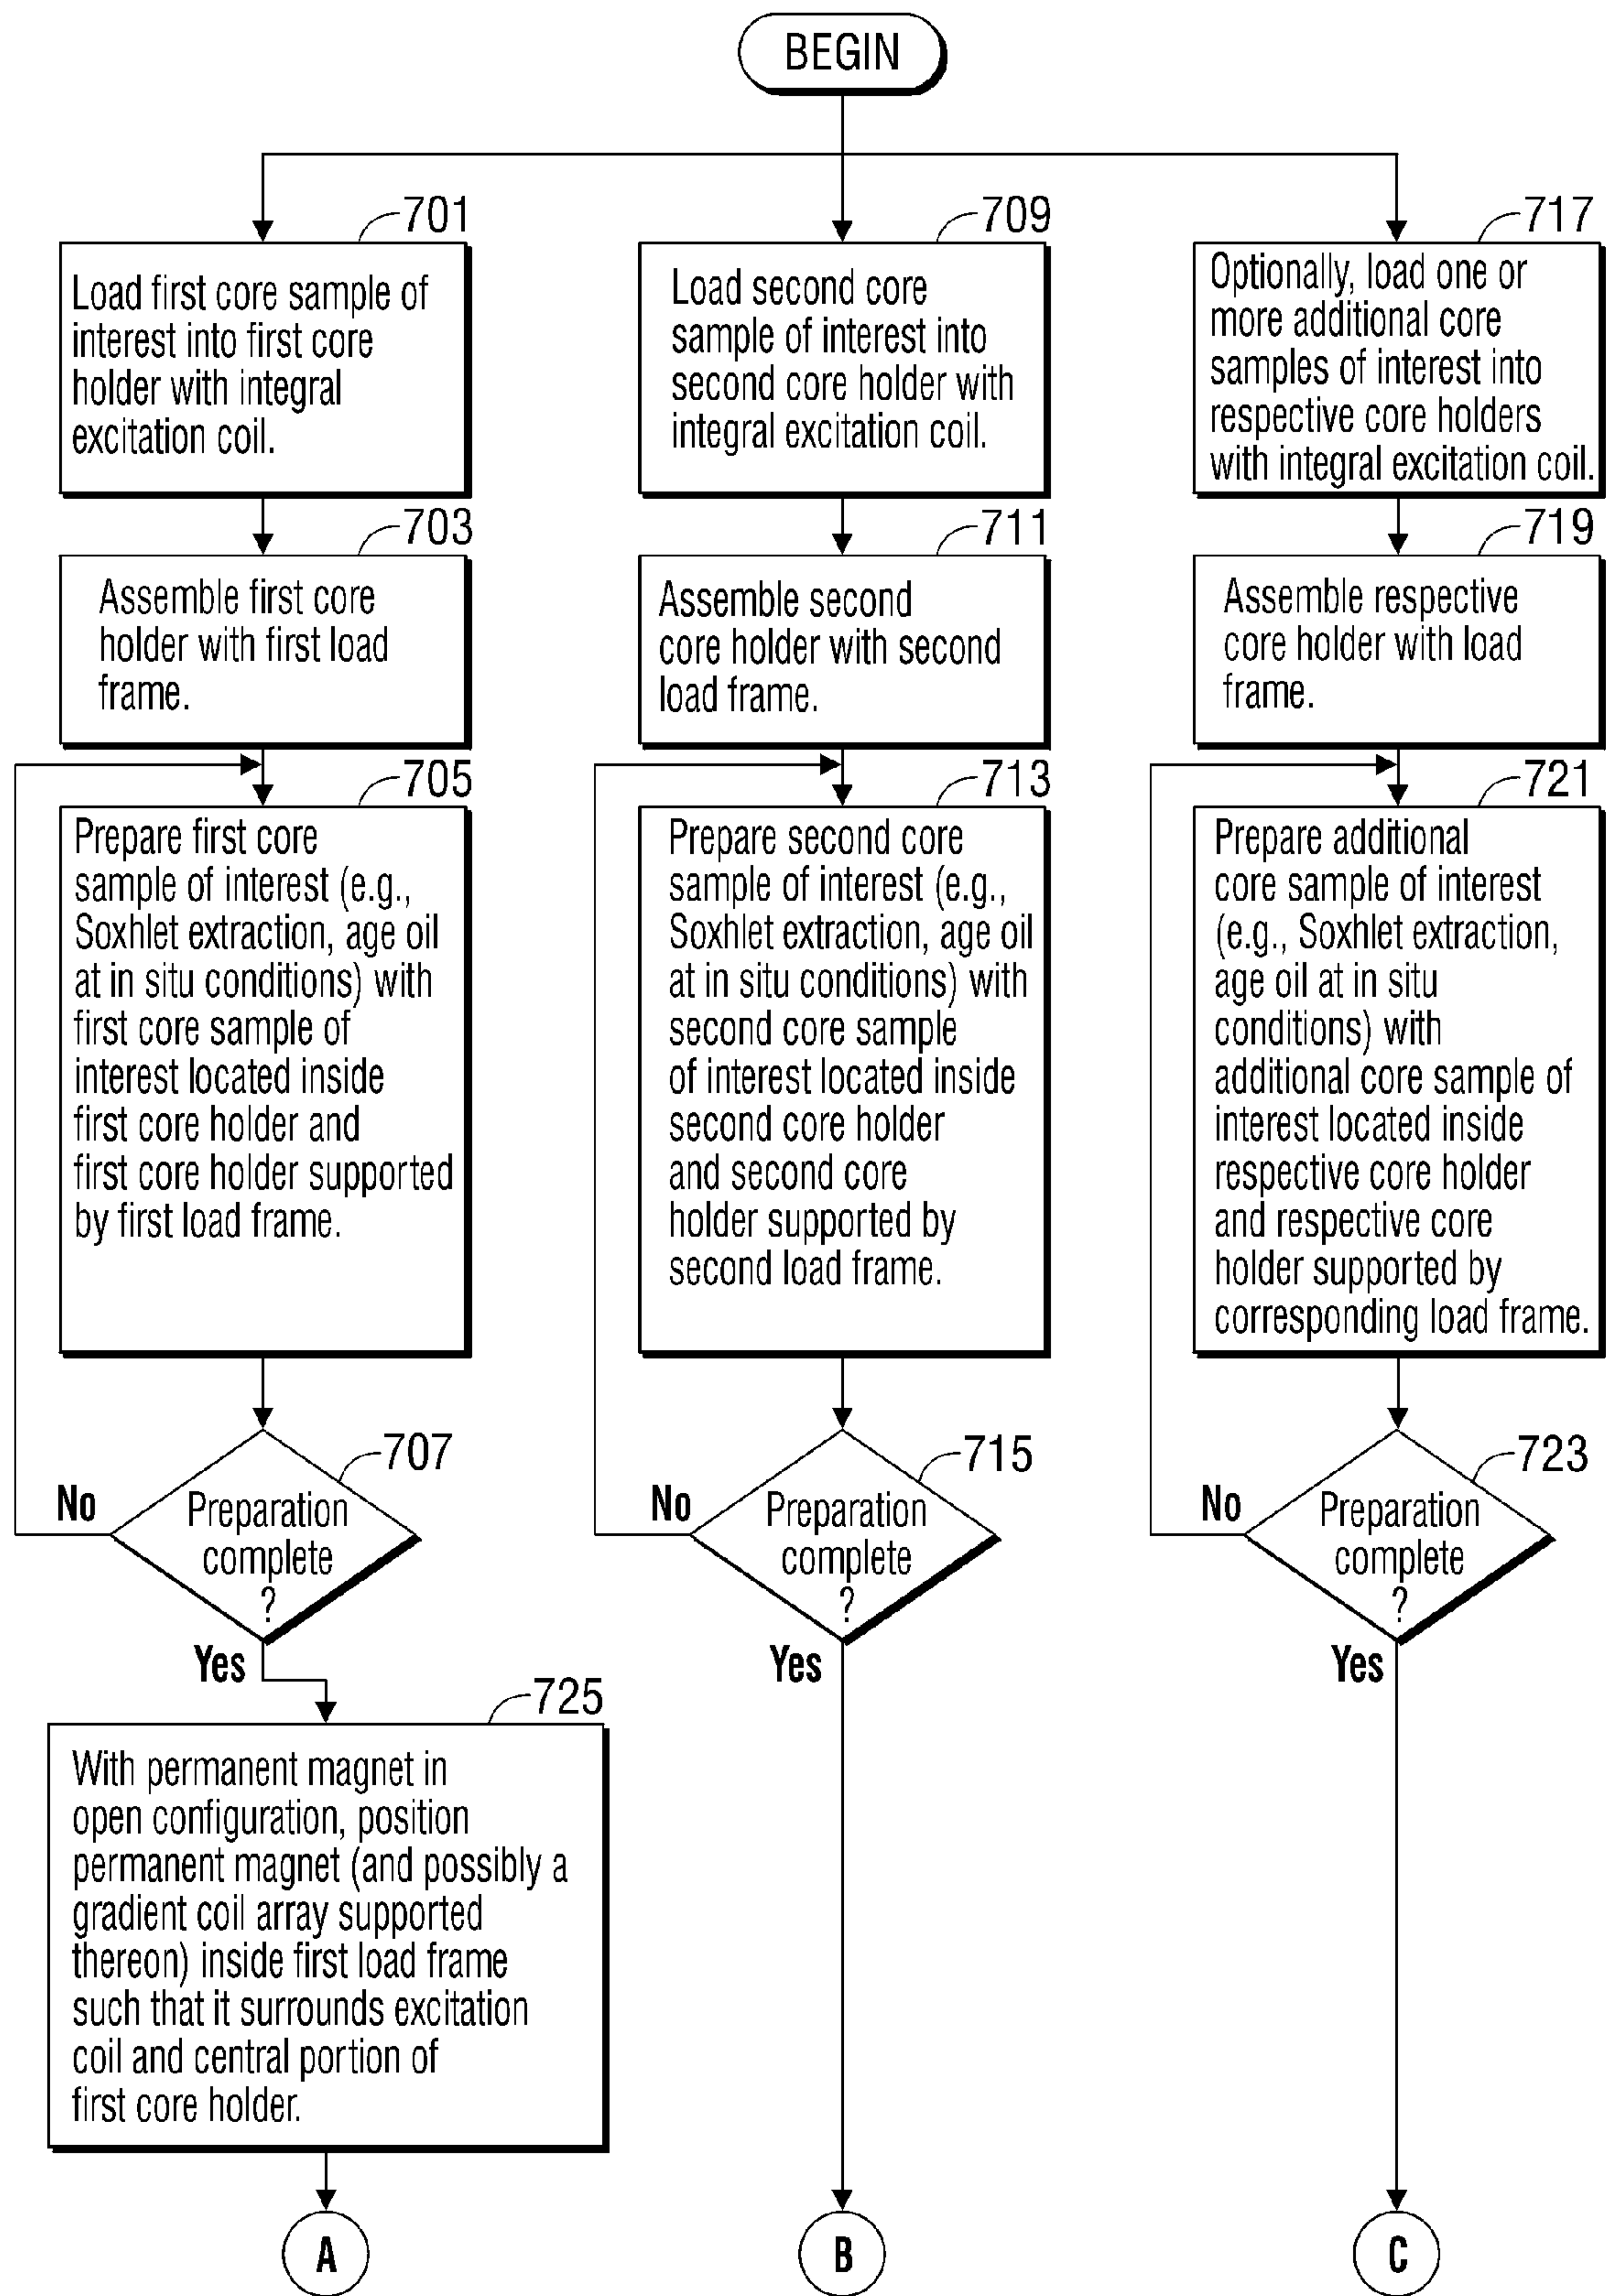 BEGIN
701
Load first core sample of
interest into first core
holder with integral
excitation coil.
703
Assemble first core
holder with first load
frame.
705
Prepare first core
sample of interest (e.g.,
Soxhlet extraction, age oil
at in situ conditions) with
first core sample of
interest located inside
first core holder and
first core holder supported
by first load frame.
707
Preparation
complete
?
No
Yes
725
With permanent magnet in
open configuration, position
permanent magnet (and possibly a
gradient coil array supported
thereon) inside first load frame
such that it surrounds excitation
coil and central portion of
first core holder.
A
709
Load second core
sample of interest into
second core holder with
integral excitation coil.
711
Assemble second
core holder with second
load frame.
713
Prepare second core
sample of interest (e.g.,
Soxhlet extraction, age oil
at in situ conditions) with
second core sample
of interest located inside
second core holder
and second core
holder supported by
second load frame.
715
Preparation
complete
?
No
Yes
B
717
Optionally, load one or
more additional core
samples of interest into
respective core holders
with integral excitation coil.
719
Assemble respective
core holder with load
frame.
721
Prepare additional
core sample of interest
(e.g., Soxhlet extraction,
age oil at in situ
conditions) with
additional core sample of
interest located inside
respective core holder
and respective core
holder supported by
corresponding load frame.
723
Preparation
complete
?
No
Yes
C